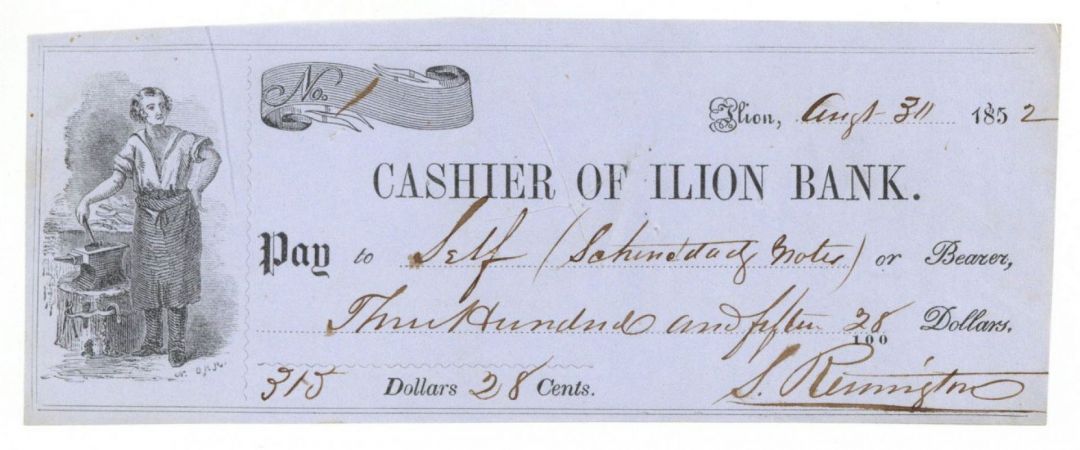 No. 1
Ilion, Augt 31 1852
CASHIER OF ILION BANK.
Pay to Self (Schenectady Notes) or Bearer,
Three Hundred and fifteen 28/100 Dollars.
315 Dollars 28 Cents.
S. Remington